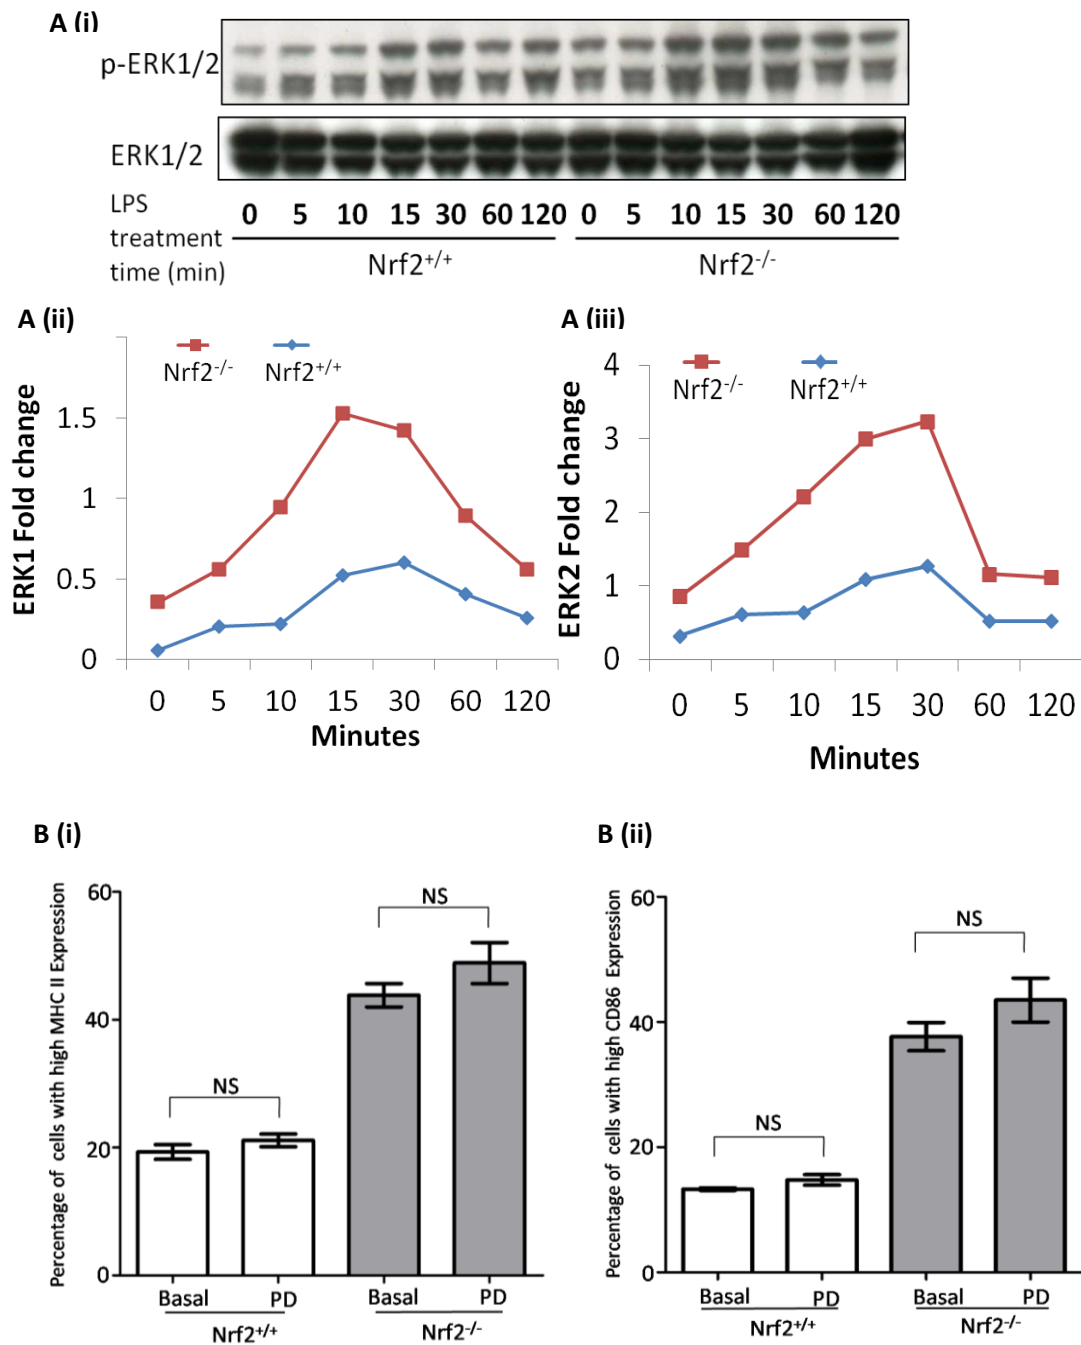 A (i)
p-ERK1/2
ERK1/2
LPS treatment time (min)
0 5 10 15 30 60 120 0 5 10 15 30 60 120
Nrf2+/+ Nrf2-/-
A (ii)
Nrf2-/- Nrf2+/+
ERK1 Fold change
1.5
1
0.5
0
0 5 10 15 30 60 120
Minutes
A (iii)
Nrf2-/- Nrf2+/+
ERK2 Fold change
4
3
2
1
0
0 5 10 15 30 60 120
Minutes
B (i)
Percentage of cells with high MHC II Expression
60
40
20
0
NS
NS
Basal PD Basal PD
Nrf2+/+ Nrf2-/-
B (ii)
Percentage of cells with high CD86 Expression
60
40
20
0
NS
NS
Basal PD Basal PD
Nrf2+/+ Nrf2-/-